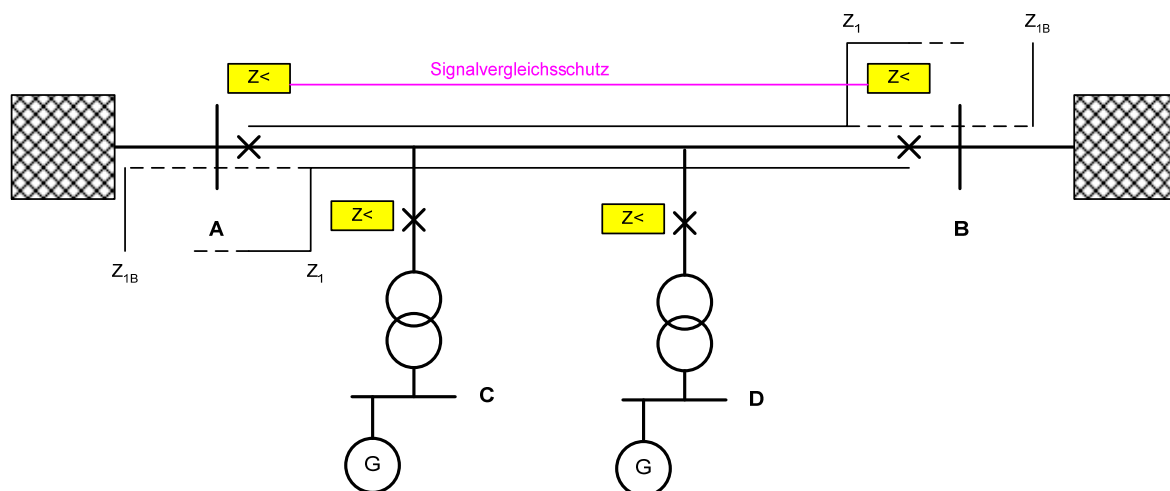 Z1 Z1B
Z< Signalvergleichsschutz Z<
Z< Z<
A B
Z1B Z1
C D
G G